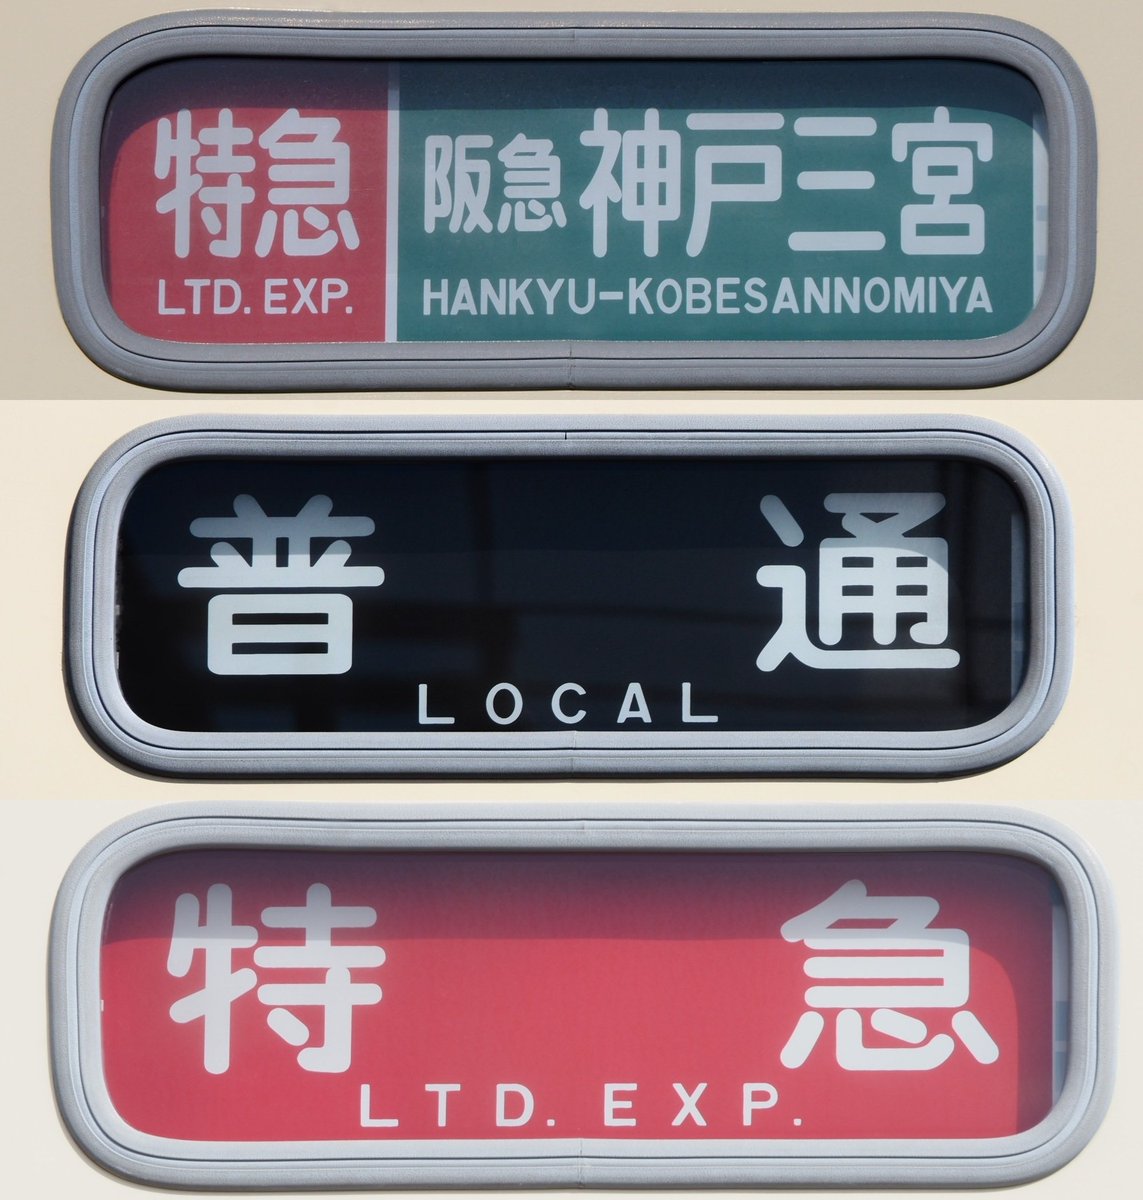 特急 阪急神戸三宮
LTD. EXP. HANKYU-KOBESANNOMIYA
普通
LOCAL
特急
LTD. EXP.